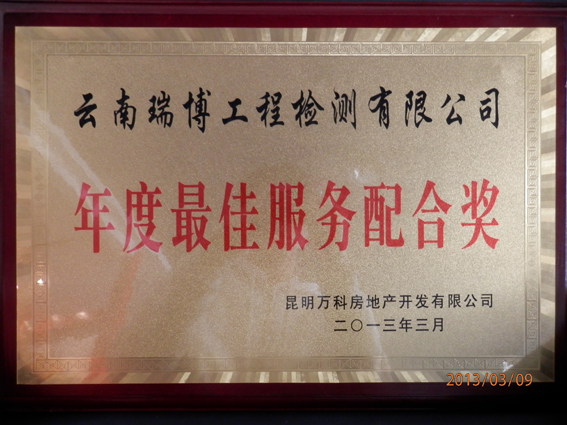 云南瑞博工程检测有限公司
年度最佳服务配合奖
昆明万科房地产开发有限公司
二〇一三年三月
2013/03/09